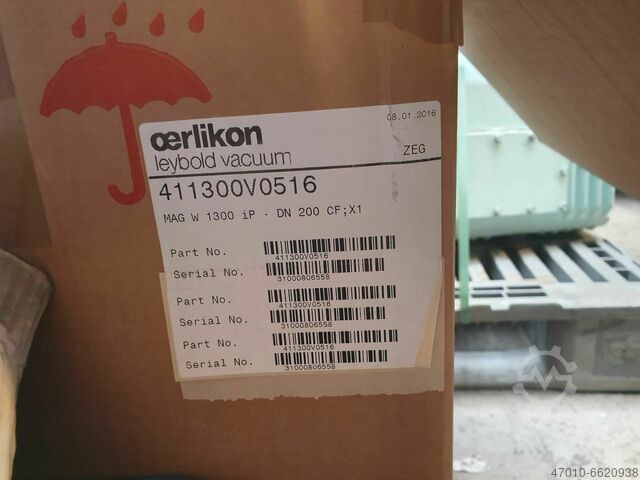 œrlikon
leybold vacuum
08.01.2016
ZEG
411300V0516
MAG W 1300 iP - DN 200 CF;X1
Part No.
411300V0516
Serial No.
31000806558
Part No.
411300V0516
Serial No.
31000806558
Part No.
411300V0516
Serial No.
31000806558
47010-6620938